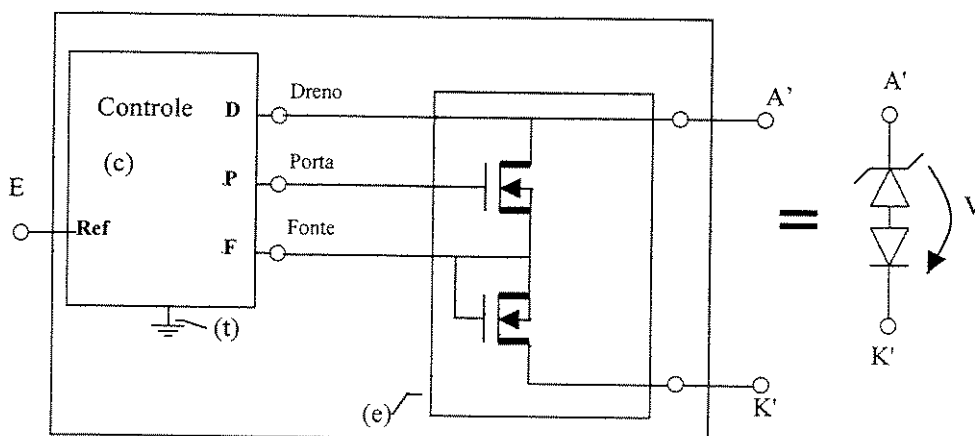 Controle
(c)
D
P
F
Ref
E
(t)
Dreno
Porta
Fonte
(e)
A'
K'
=
A'
V
K'